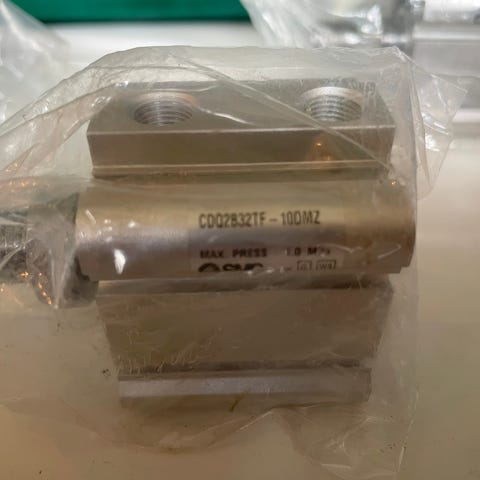 CDQ2B32TF-10DMZ
MAX. PRESS 1.0 MPa
SMC